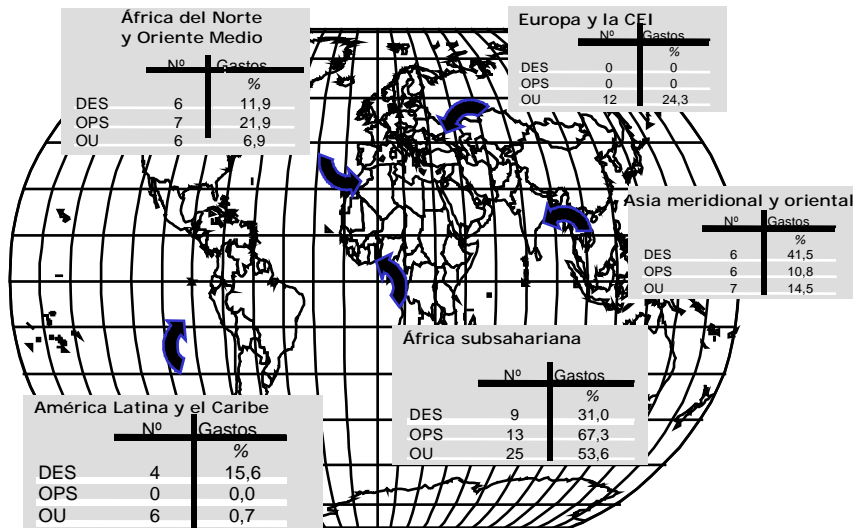 África del Norte
y Oriente Medio
Nº Gastos
%
DES 6 11,9
OPS 7 21,9
OU 6 6,9
Europa y la CEI
Nº Gastos
%
DES 0 0
OPS 0 0
OU 12 24,3
Asia meridional y oriental
Nº Gastos
%
DES 6 41,5
OPS 6 10,8
OU 7 14,5
África subsahariana
Nº Gastos
%
DES 9 31,0
OPS 13 67,3
OU 25 53,6
América Latina y el Caribe
Nº Gastos
%
DES 4 15,6
OPS 0 0,0
OU 6 0,7